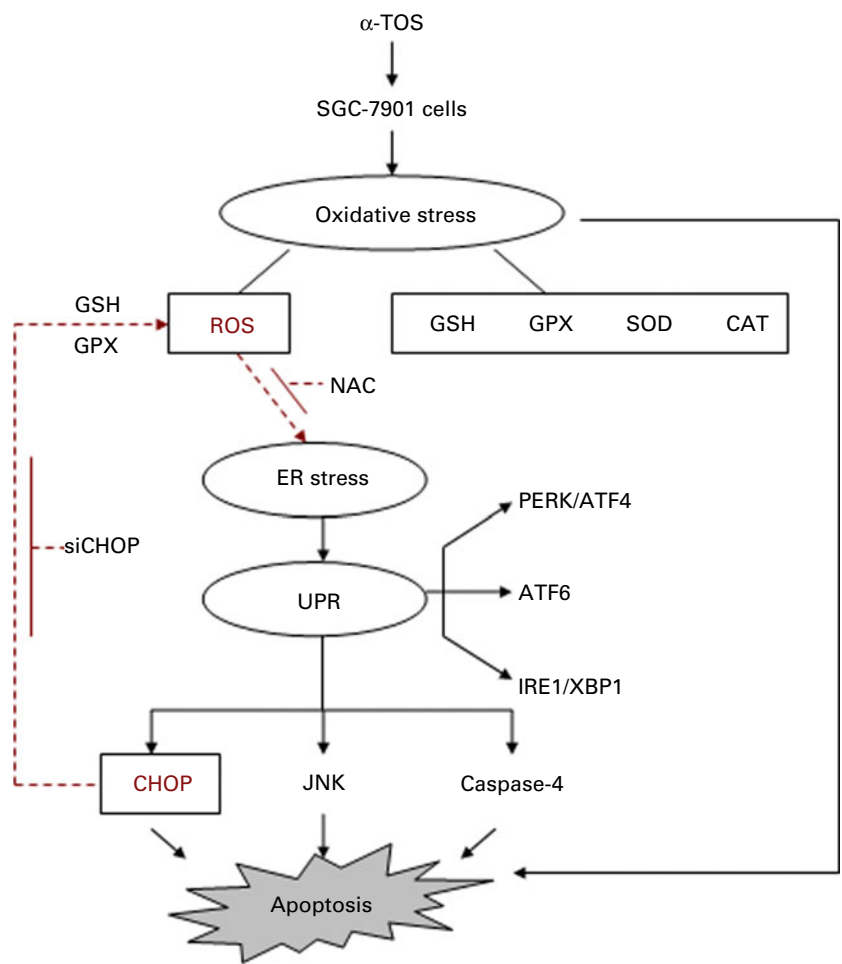 α-TOS
SGC-7901 cells
Oxidative stress
GSH
GPX
ROS
GSH GPX SOD CAT
NAC
ER stress
PERK/ATF4
siCHOP
UPR
ATF6
IRE1/XBP1
CHOP
JNK
Caspase-4
Apoptosis